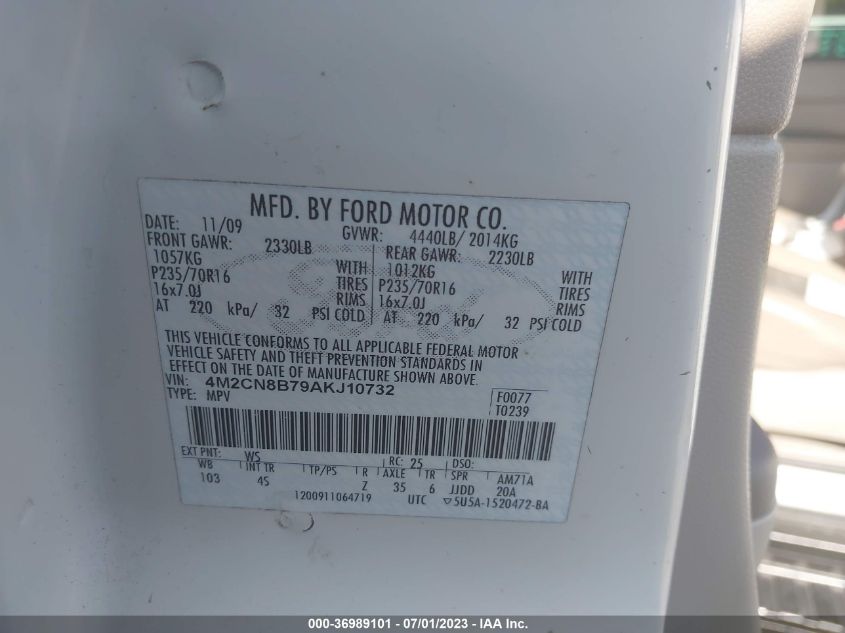 MFD. BY FORD MOTOR CO.
DATE: 11/09 GVWR: 4440LB/ 2014KG
FRONT GAWR: 2330LB REAR GAWR: 2230LB
1057KG WITH 1012KG WITH
P235/70R16 TIRES P235/70R16 TIRES
16x7.0J RIMS 16x7.0J RIMS
AT 220 kPa/ 32 PSI COLD AT 220 kPa/ 32 PSI COLD
THIS VEHICLE CONFORMS TO ALL APPLICABLE FEDERAL MOTOR
VEHICLE SAFETY AND THEFT PREVENTION STANDARDS IN
EFFECT ON THE DATE OF MANUFACTURE SHOWN ABOVE.
VIN: 4M2CN8B79AKJ10732 F0077
TYPE: MPV T0239
EXT PNT: WS RC: 25 DSO:
WB INT TR TP/PS R AXLE TR SPR AM71A
103 4S Z 35 6 JJDD 20A
1200911064719 UTC ▽5U5A-1520472-BA
000-36989101 - 07/01/2023 - IAA Inc.